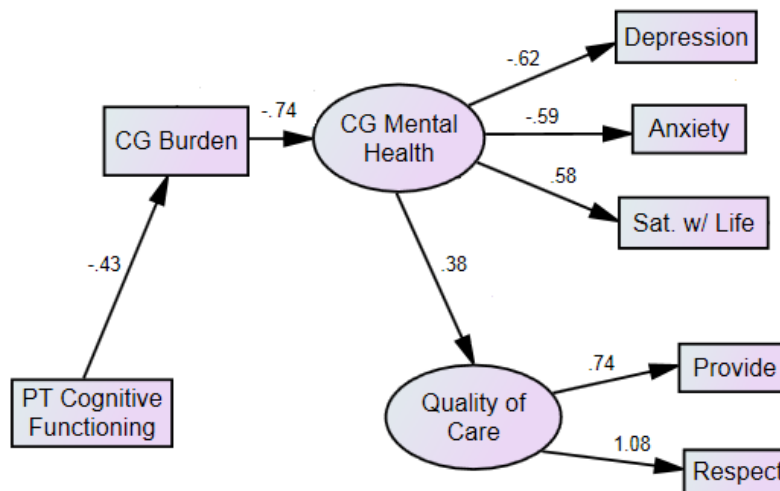 Depression
-.62
-.74
CG Burden
CG Mental
Health
-.59
Anxiety
.58
Sat. w/ Life
-.43
.38
PT Cognitive
Functioning
Quality of
Care
.74
Provide
1.08
Respect